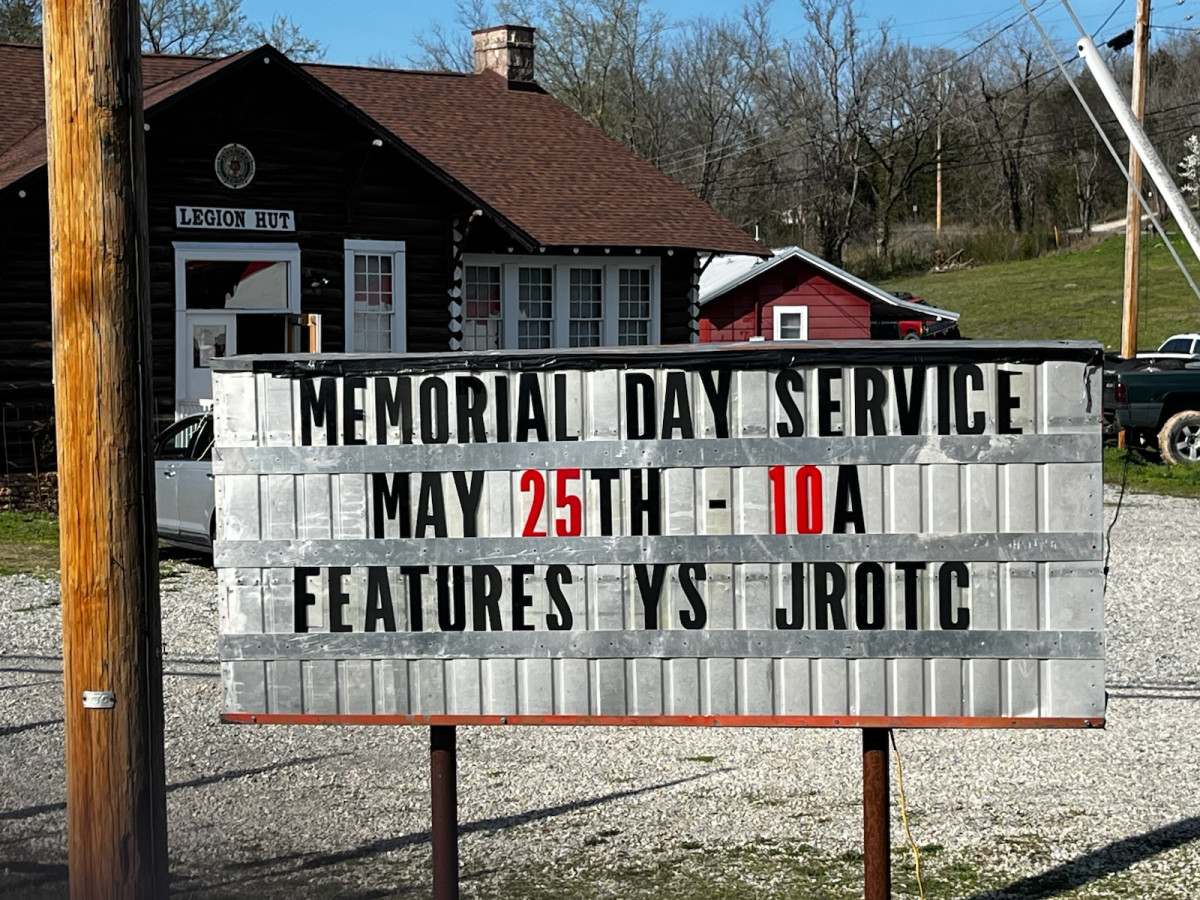 LEGION HUT
MEMORIAL DAY SERVICE
MAY 25TH - 10A
FEATURES YS JROTC